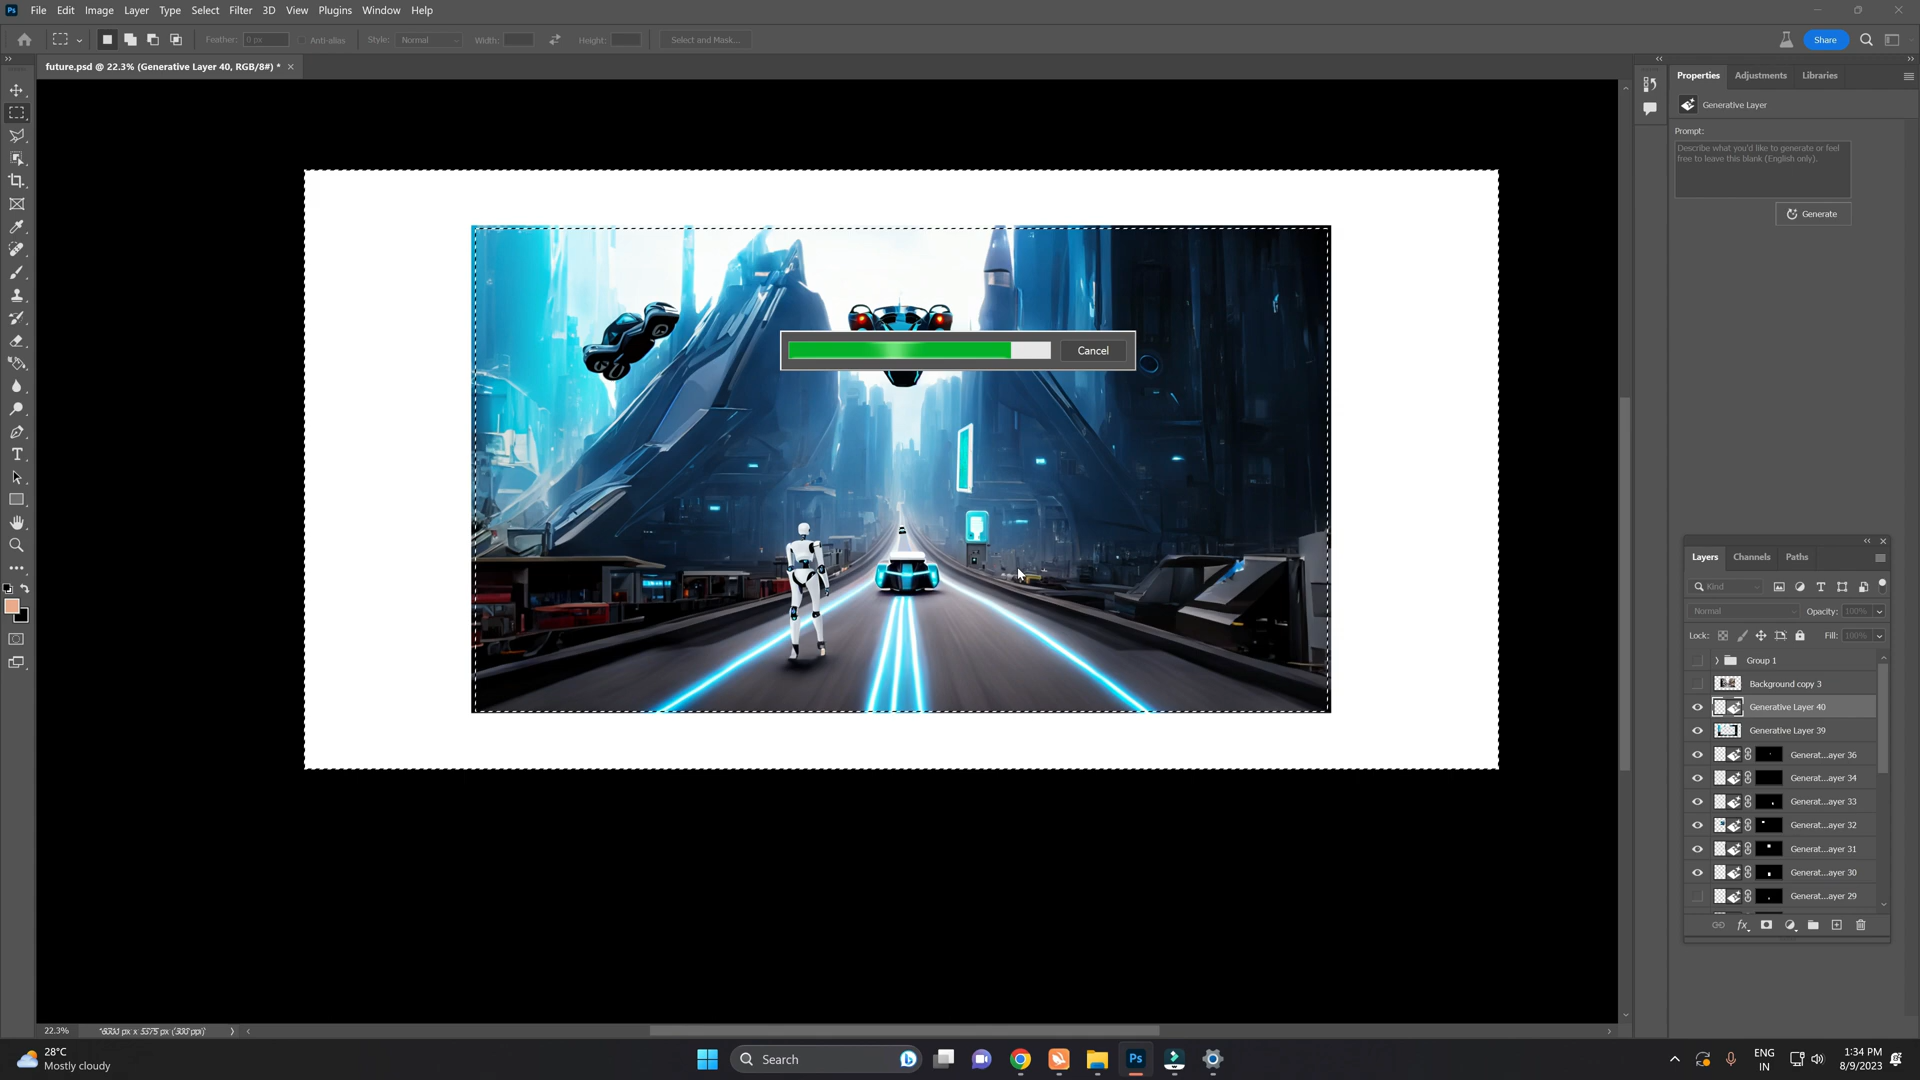 Ps File Edit Image Layer Type Select Filter 3D View Plugins Window Help
Feather: 0 px Anti-alias Style: Normal Width: Height: Select and Mask... Share
future.psd @ 22.3% (Generative Layer 40, RGB/8#) * ×
Properties Adjustments Libraries
Generative Layer
Prompt:
Describe what you'd like to generate or feel
free to leave this blank (English only).
Generate
Cancel
Layers Channels Paths
Kind
Normal Opacity: 100%
Lock: Fill: 100%
Group 1
Background copy 3
Generative Layer 40
Generative Layer 39
Generat...ayer 36
Generat...ayer 34
Generat...ayer 33
Generat...ayer 32
Generat...ayer 31
Generat...ayer 30
Generat...ayer 29
fx
22.3%
28°C
Mostly cloudy
Search
Ps
ENG
IN
1:34 PM
8/9/2023